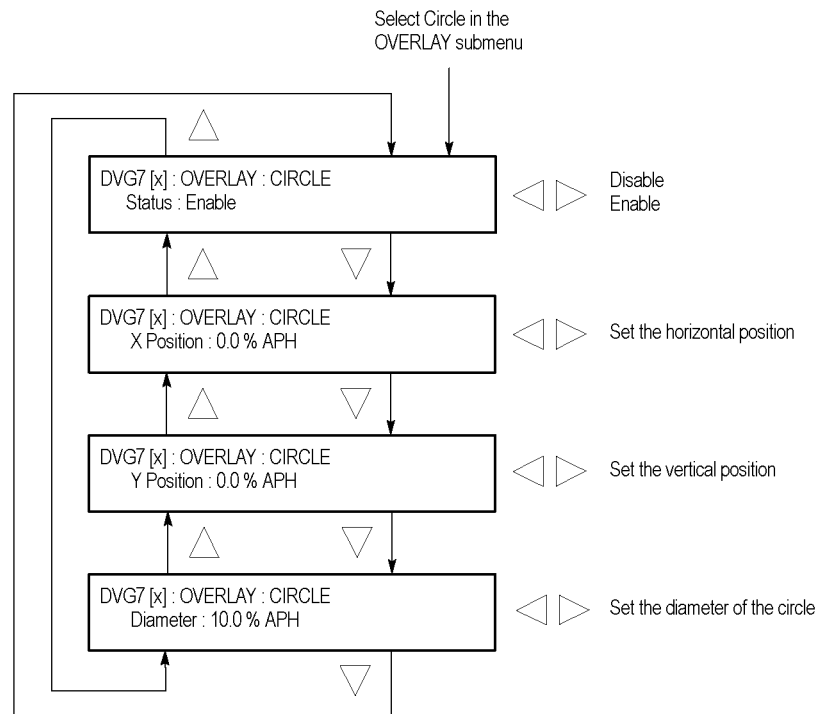 Select Circle in the
OVERLAY submenu
DVG7 [x] : OVERLAY : CIRCLE
Status : Enable
Disable
Enable
DVG7 [x] : OVERLAY : CIRCLE
X Position : 0.0 % APH
Set the horizontal position
DVG7 [x] : OVERLAY : CIRCLE
Y Position : 0.0 % APH
Set the vertical position
DVG7 [x] : OVERLAY : CIRCLE
Diameter : 10.0 % APH
Set the diameter of the circle